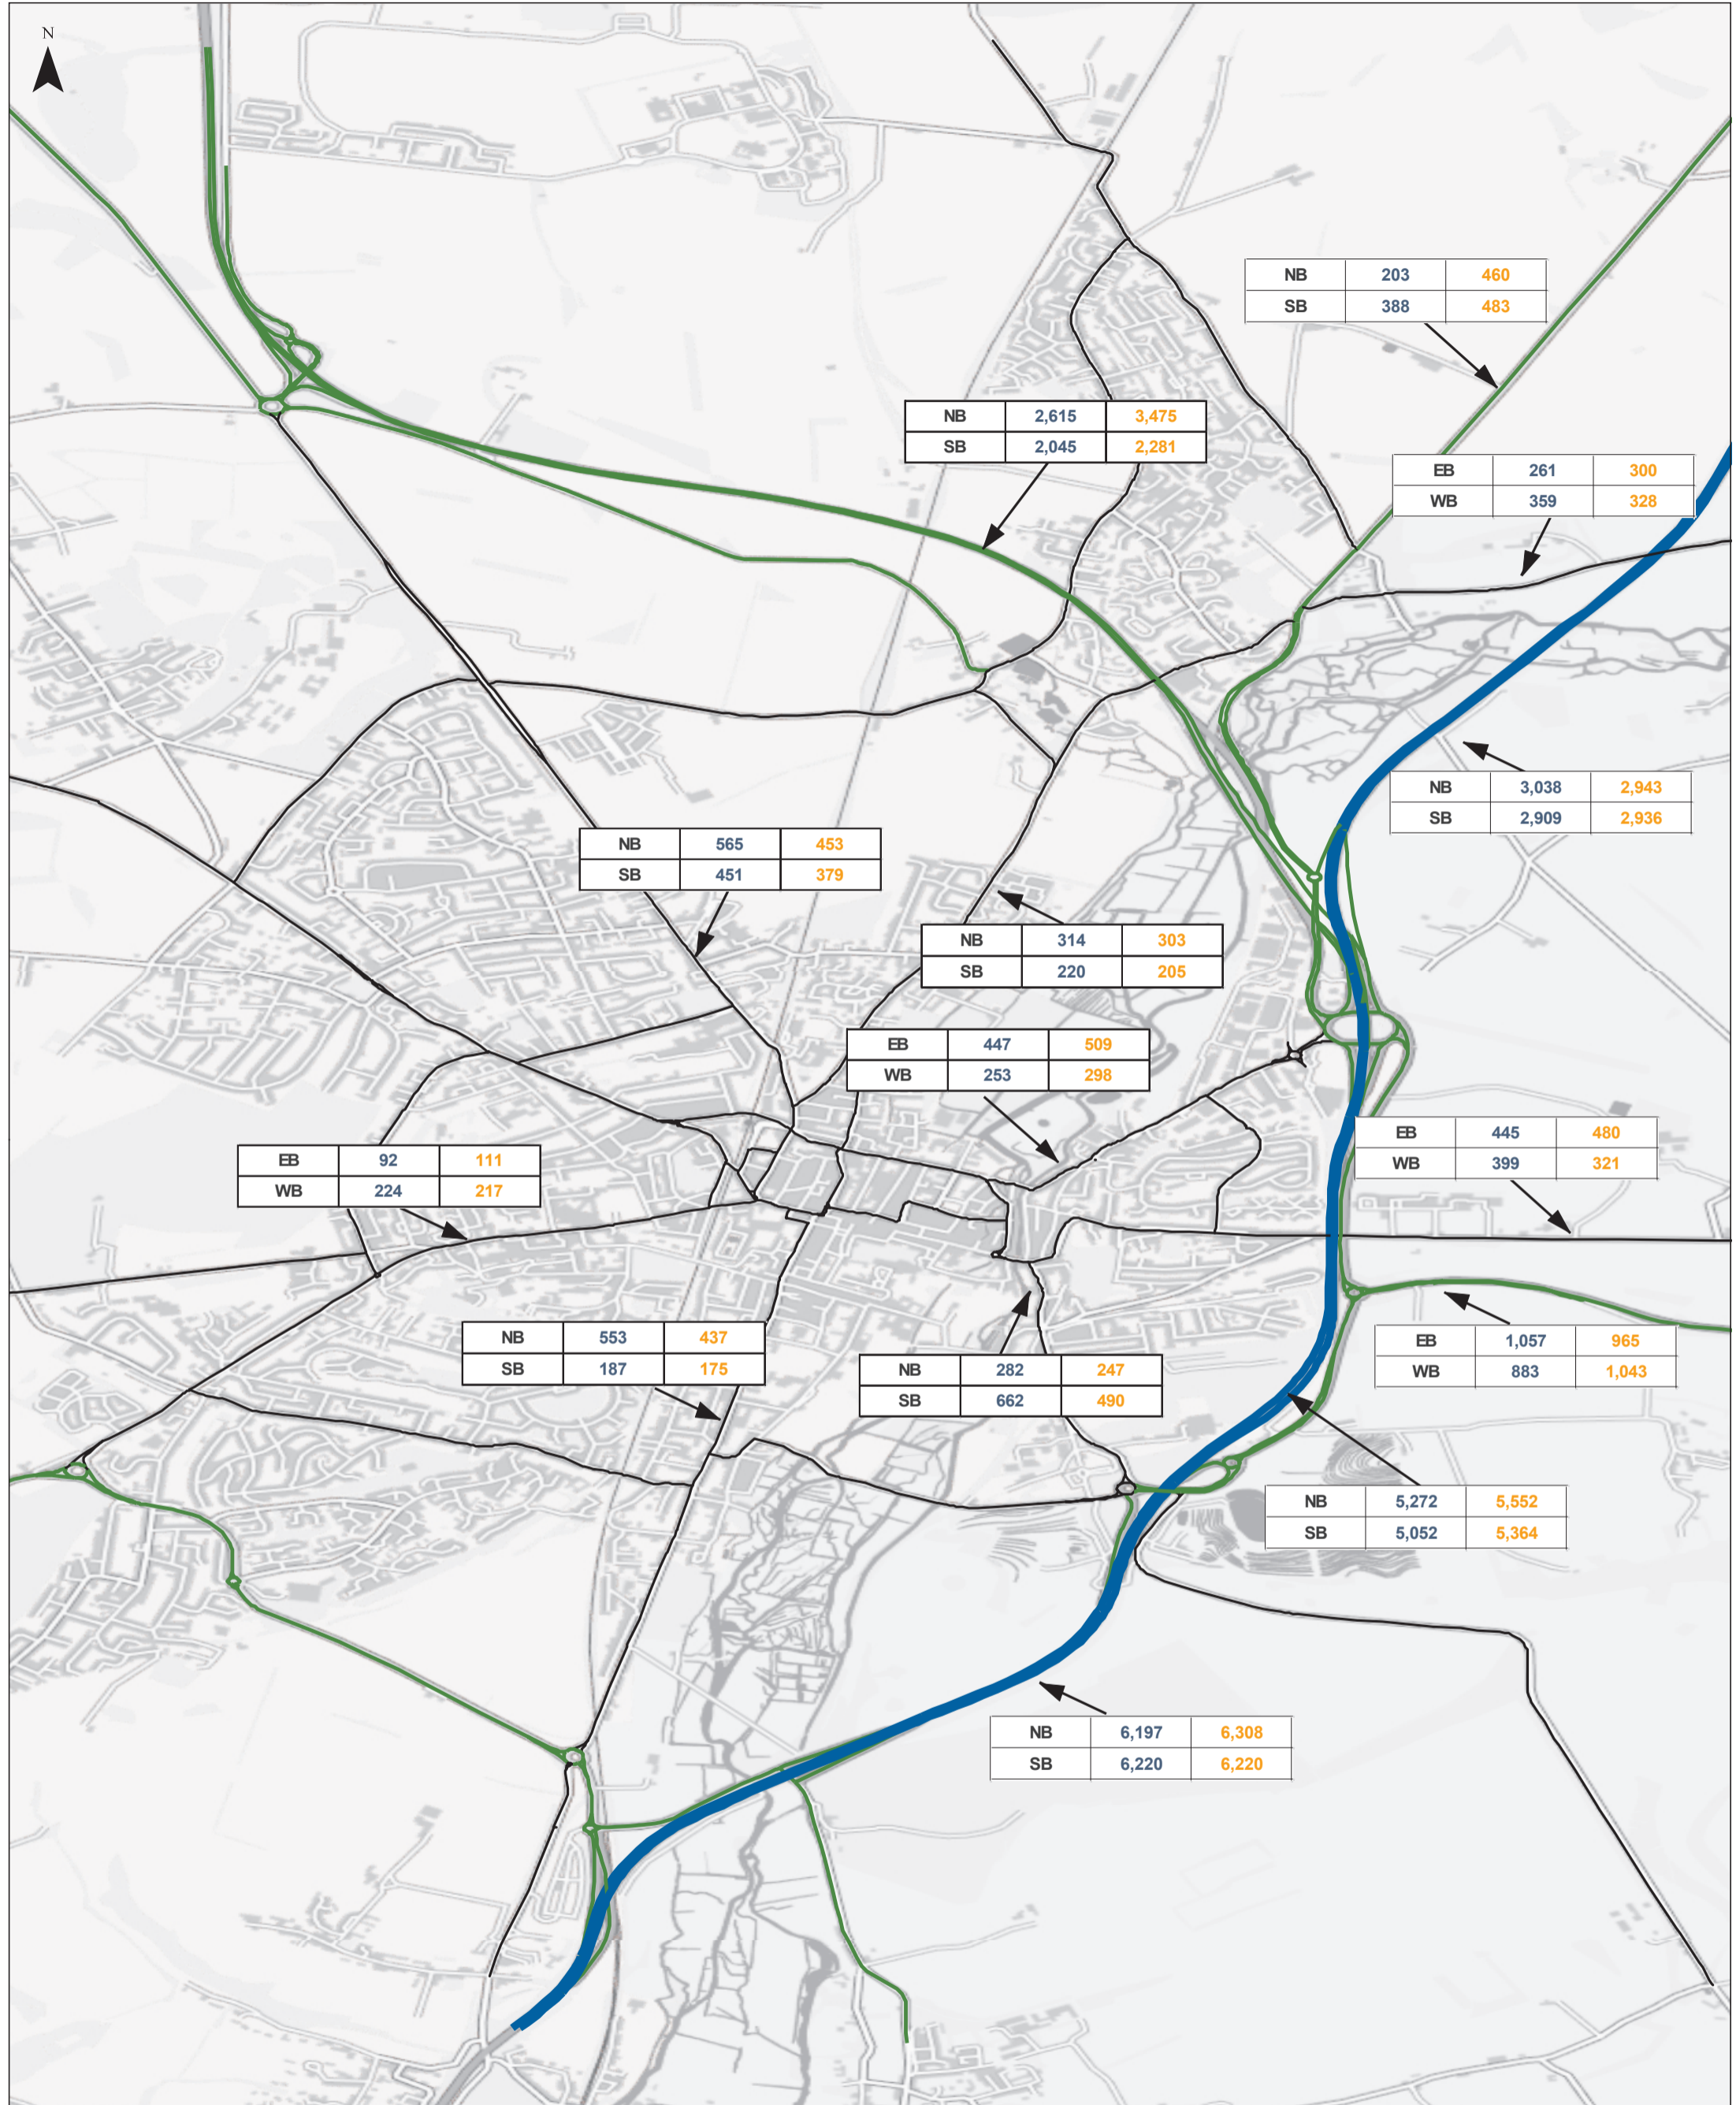 N
NB 203 460
SB 388 483
NB 2,615 3,475
SB 2,045 2,281
EB 261 300
WB 359 328
NB 3,038 2,943
SB 2,909 2,936
NB 565 453
SB 451 379
NB 314 303
SB 220 205
EB 447 509
WB 253 298
EB 445 480
WB 399 321
EB 92 111
WB 224 217
NB 553 437
SB 187 175
NB 282 247
SB 662 490
EB 1,057 965
WB 883 1,043
NB 5,272 5,552
SB 5,052 5,364
NB 6,197 6,308
SB 6,220 6,220